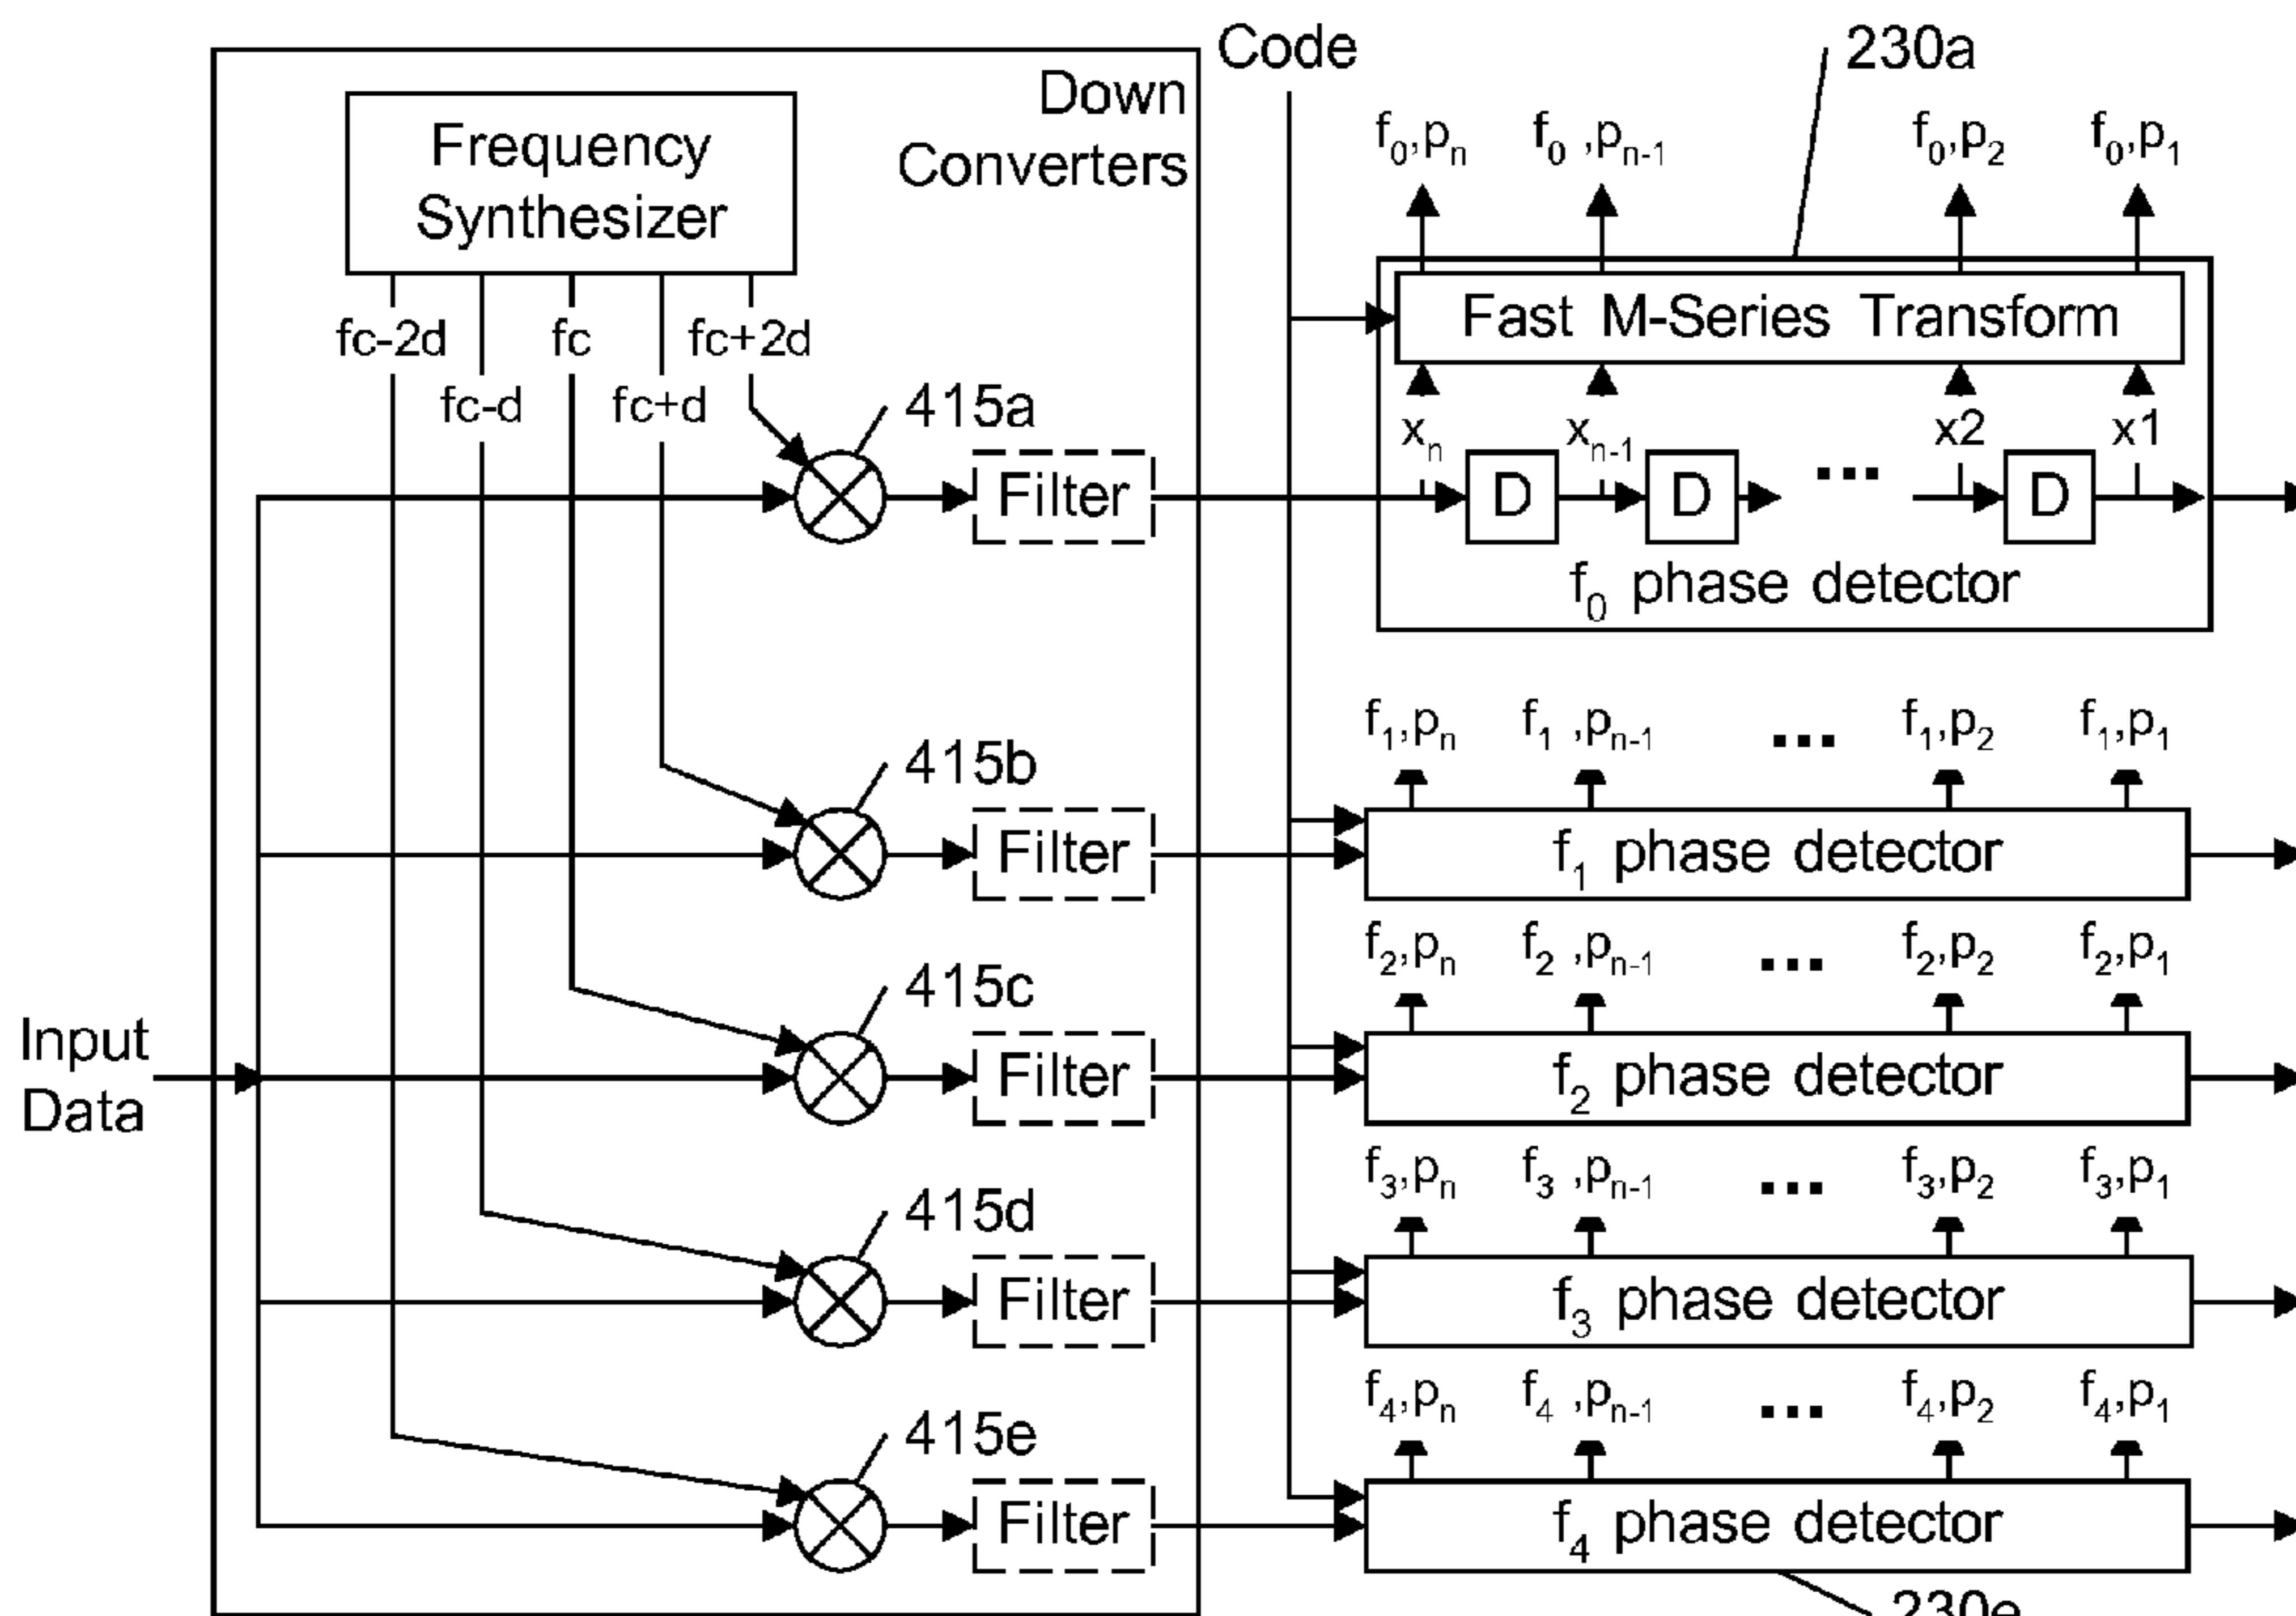 Code
230a
Down
Converters
Frequency
Synthesizer
fc-2d
fc
fc+2d
fc-d
fc+d
415a
Filter
415b
Filter
415c
Filter
415d
Filter
415e
Filter
Input
Data
f₀,pₙ f₀ ,pₙ₋₁ f₀,p₂ f₀,p₁
Fast M-Series Transform
xₙ xₙ₋₁ x2 x1
D D ... D
f₀ phase detector
f₁,pₙ f₁ ,pₙ₋₁ ... f₁,p₂ f₁,p₁
f₁ phase detector
f₂,pₙ f₂ ,pₙ₋₁ ... f₂,p₂ f₂,p₁
f₂ phase detector
f₃,pₙ f₃ ,pₙ₋₁ ... f₃,p₂ f₃,p₁
f₃ phase detector
f₄,pₙ f₄ ,pₙ₋₁ ... f₄,p₂ f₄,p₁
f₄ phase detector
230e